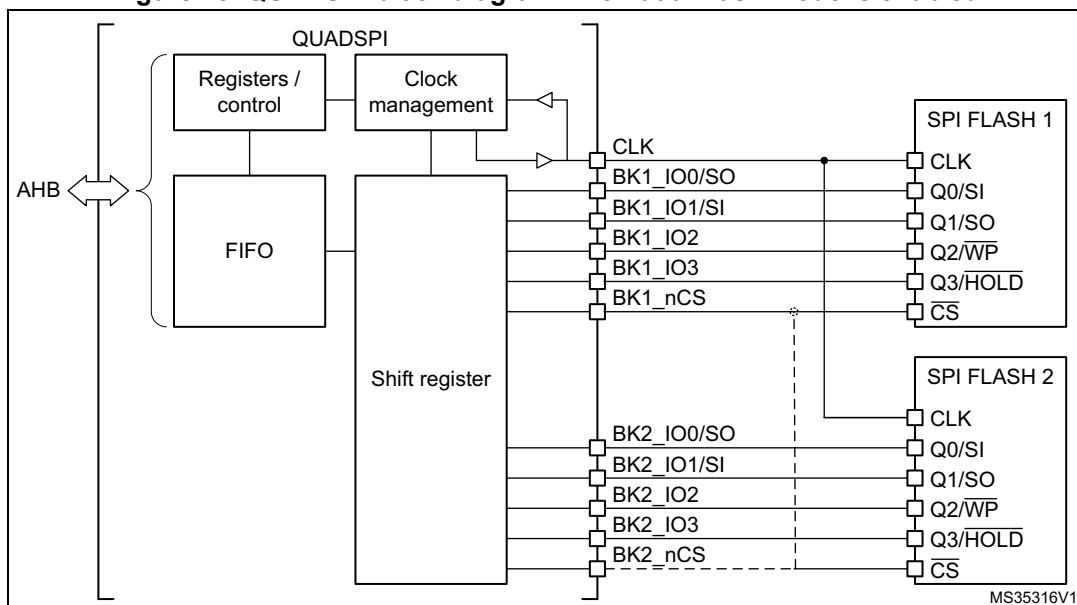 QUADSPI
Registers /
control
Clock
management
AHB
FIFO
Shift register
CLK
BK1_IO0/SO
BK1_IO1/SI
BK1_IO2
BK1_IO3
BK1_nCS
BK2_IO0/SO
BK2_IO1/SI
BK2_IO2
BK2_IO3
BK2_nCS
SPI FLASH 1
CLK
Q0/SI
Q1/SO
Q2/WP
Q3/HOLD
CS
SPI FLASH 2
CLK
Q0/SI
Q1/SO
Q2/WP
Q3/HOLD
CS
MS35316V1